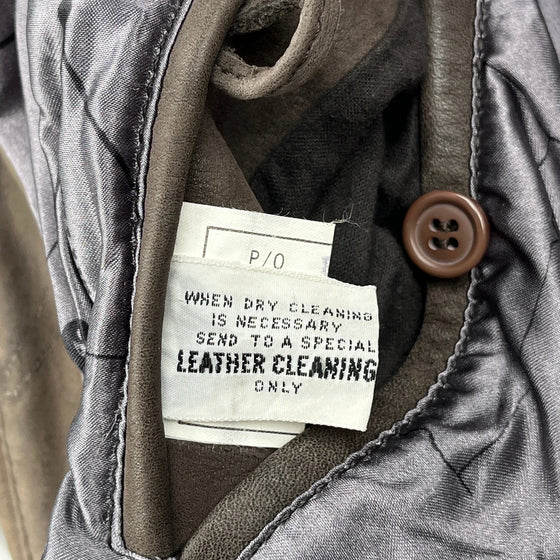 P/O
WHEN DRY CLEANING
IS NECESSARY
SEND TO A SPECIAL
LEATHER CLEANING
ONLY